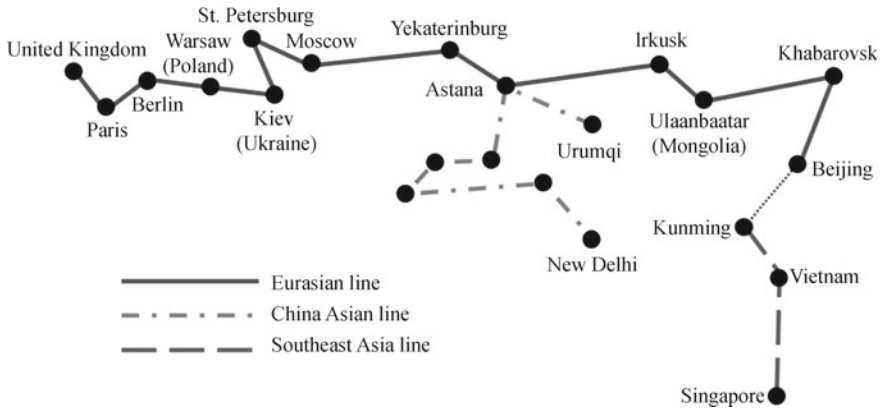 St. Petersburg
United Kingdom
Warsaw
(Poland)
Moscow
Yekaterinburg
Irkusk
Khabarovsk
Berlin
Paris
Kiev
(Ukraine)
Astana
Urumqi
Ulaanbaatar
(Mongolia)
Beijing
Kunming
New Delhi
Vietnam
Singapore
Eurasian line
China Asian line
Southeast Asia line